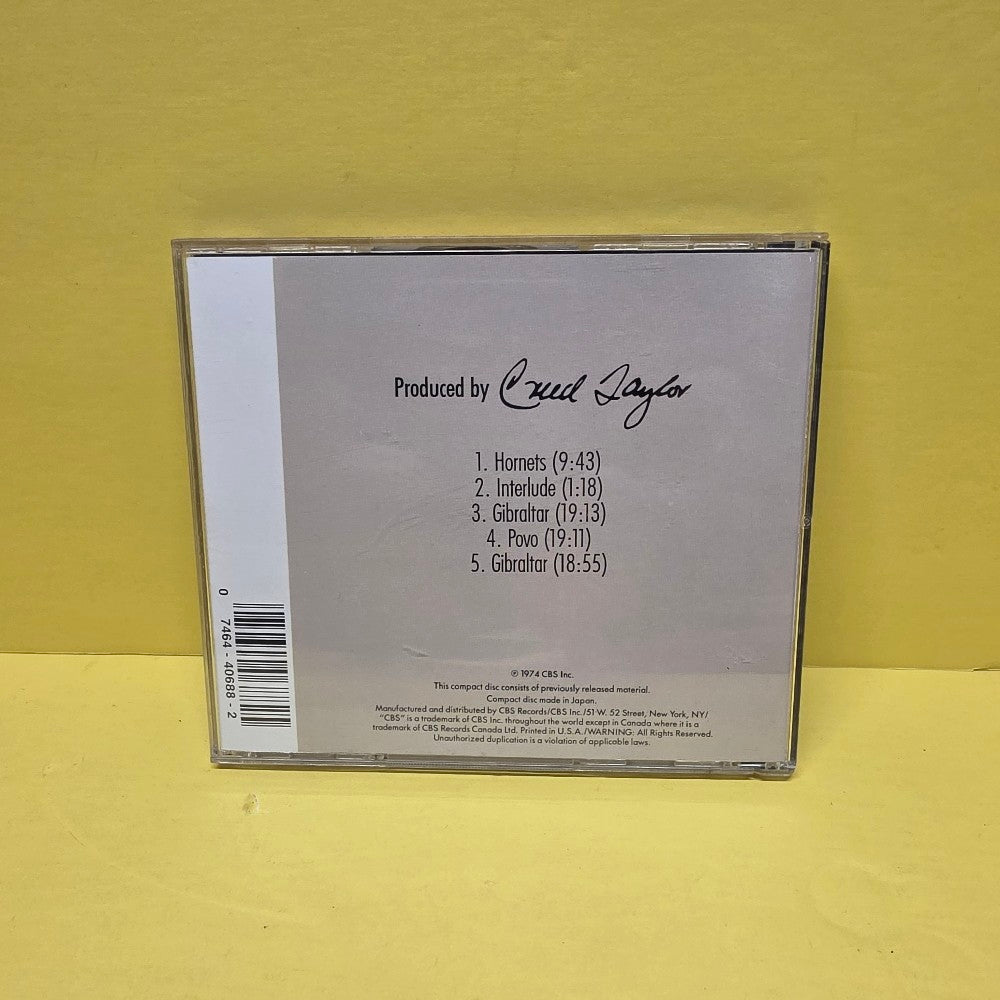 Produced by Creed Taylor
1. Hornets (9:43)
2. Interlude (1:18)
3. Gibraltar (19:13)
4. Povo (19:11)
5. Gibraltar (18:55)
℗ 1974 CBS Inc.
This compact disc consists of previously released material.
Compact disc made in Japan.
Manufactured and distributed by CBS Records/CBS Inc./51 W. 52 Street, New York, NY/
"CBS" is a trademark of CBS Inc. throughout the world except in Canada where it is a
trademark of CBS Records Canada Ltd. Printed in U.S.A./WARNING: All Rights Reserved.
Unauthorized duplication is a violation of applicable laws.
0 7464-40688-2